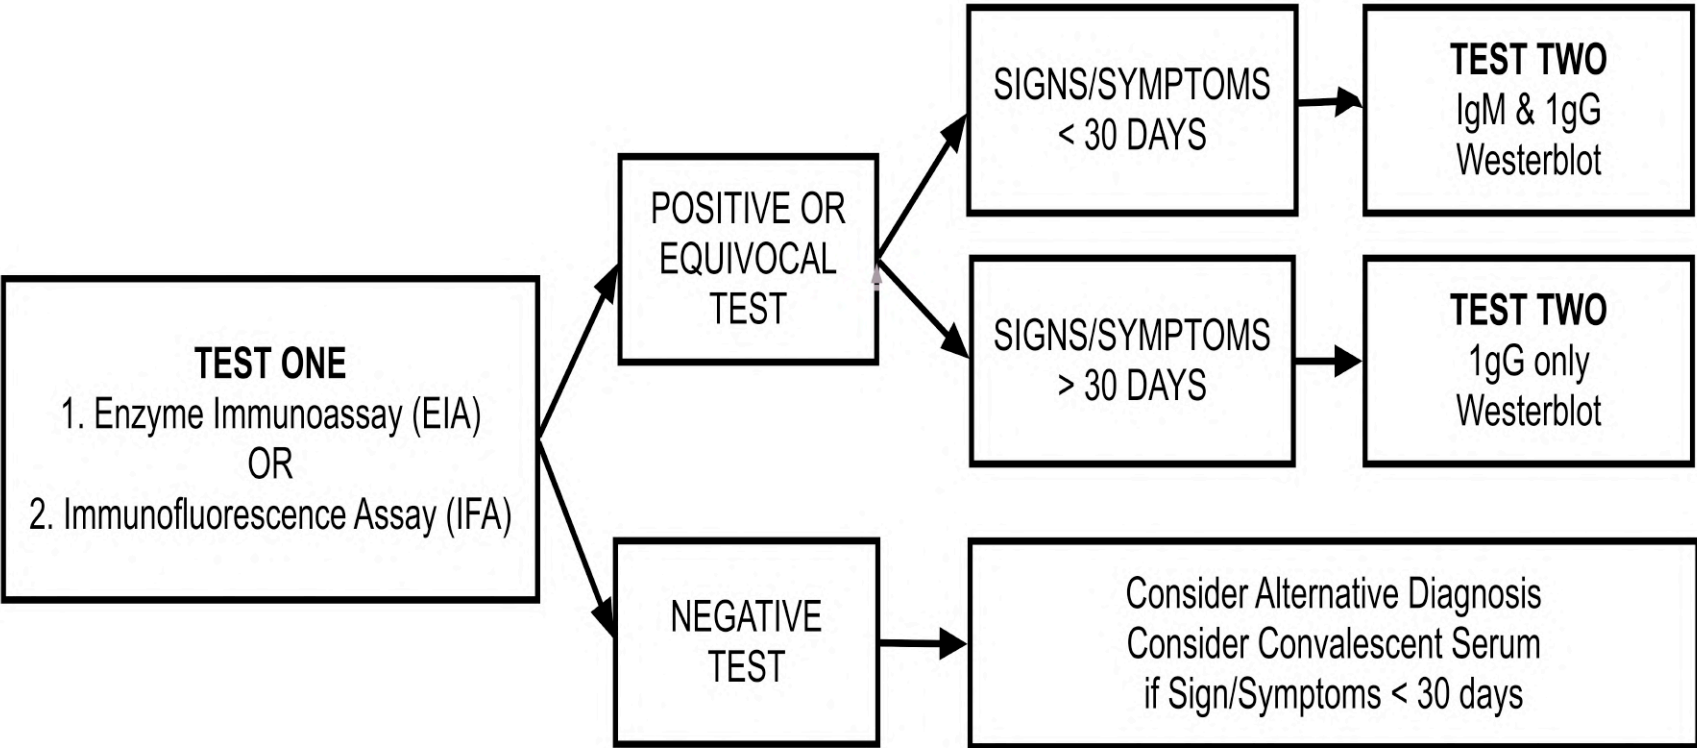 TEST ONE
1. Enzyme Immunoassay (EIA)
OR
2. Immunofluorescence Assay (IFA)
POSITIVE OR
EQUIVOCAL
TEST
SIGNS/SYMPTOMS
< 30 DAYS
TEST TWO
IgM & 1gG
Westerblot
SIGNS/SYMPTOMS
> 30 DAYS
TEST TWO
1gG only
Westerblot
NEGATIVE
TEST
Consider Alternative Diagnosis
Consider Convalescent Serum
if Sign/Symptoms < 30 days